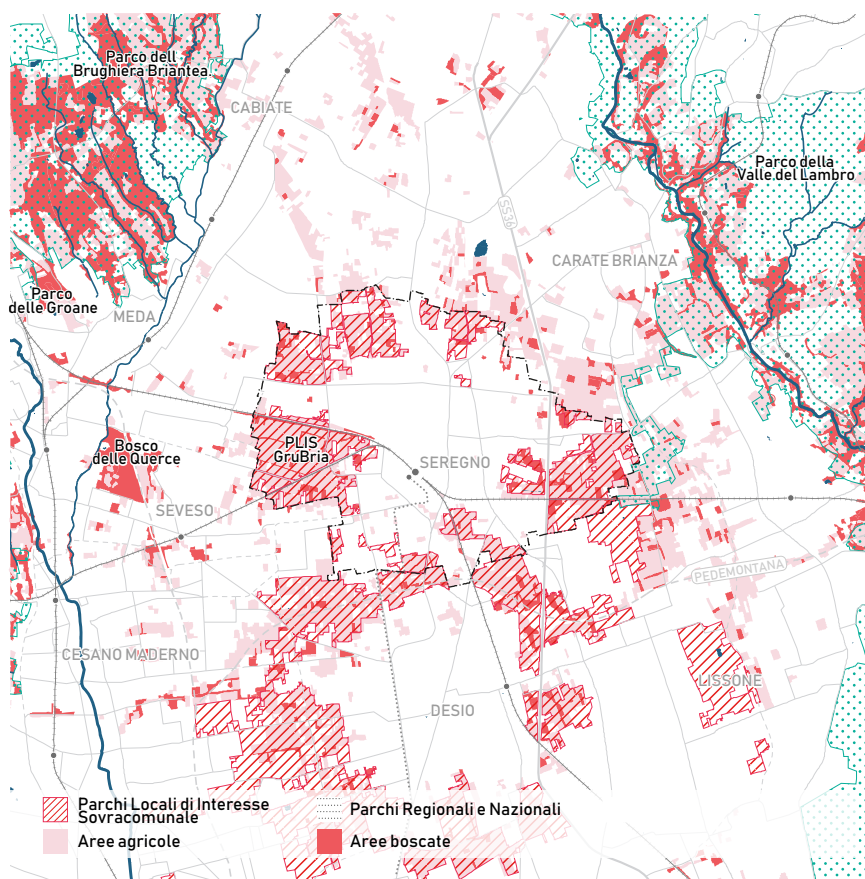 Parco dell
Brughiera Briantea
CABIATE
Parco della
Valle del Lambro
SS36
CARATE BRIANZA
Parco
delle Groane
MEDA
Bosco
delle Querce
PLIS
GruBria
SEREGNO
SEVESO
PEDEMONTANA
CESANO MADERNO
LISSONE
DESIO
Parchi Locali di Interesse
Sovracomunale
Parchi Regionali e Nazionali
Aree agricole
Aree boscate